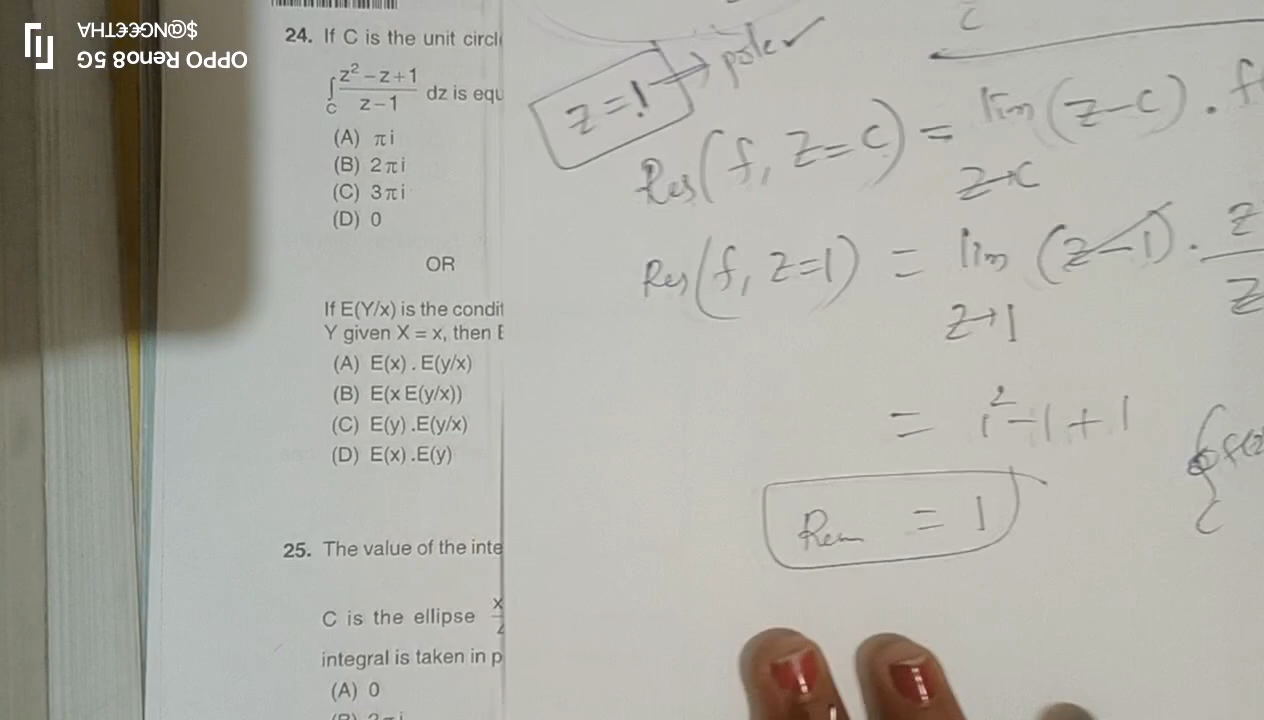 $@NGEETHA
OPPO Reno8 5G
24. If C is the unit circl
∫ z² − z + 1 / z − 1 dz is equ
C
(A) πi
(B) 2πi
(C) 3πi
(D) 0
OR
If E(Y/x) is the condit
Y given X = x, then E
(A) E(x) . E(y/x)
(B) E(x E(y/x))
(C) E(y) .E(y/x)
(D) E(x) .E(y)
25. The value of the inte
C is the ellipse x
integral is taken in p
(A) 0
c
z=1 → poles
Res(f, z=c) = lim (z−c) . f
z→c
Res(f, z=1) = lim (z−1) . z / z
z→1
= 1² − 1 + 1
= 1